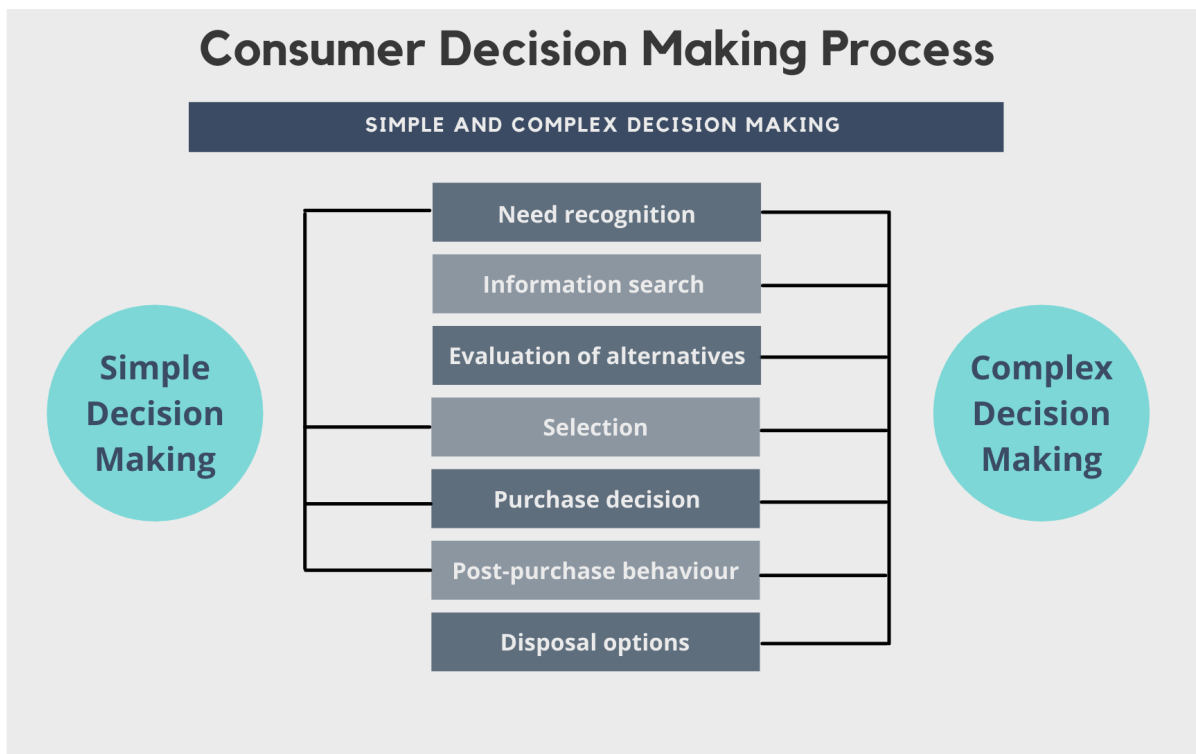 Consumer Decision Making Process
SIMPLE AND COMPLEX DECISION MAKING
Need recognition
Information search
Evaluation of alternatives
Selection
Purchase decision
Post-purchase behaviour
Disposal options
Simple
Decision
Making
Complex
Decision
Making